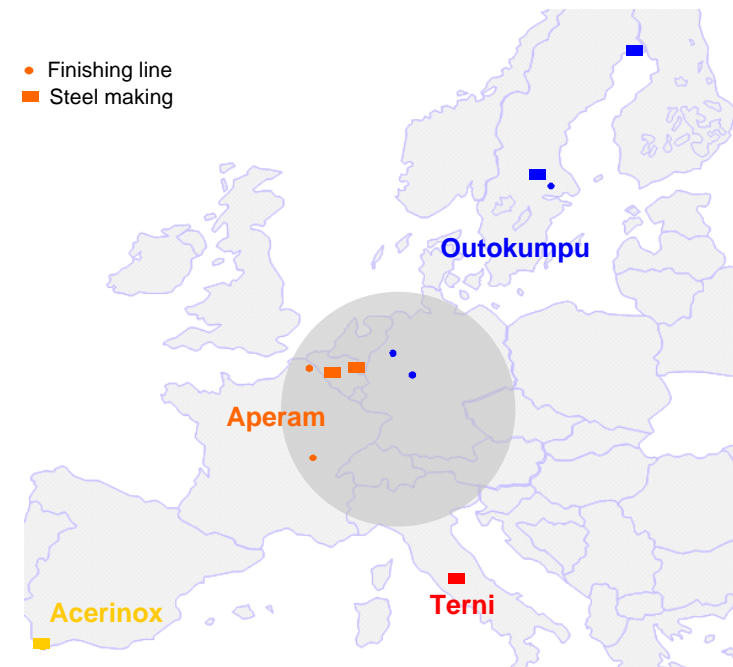 Finishing line
Steel making
Outokumpu
Aperam
Terni
Acerinox